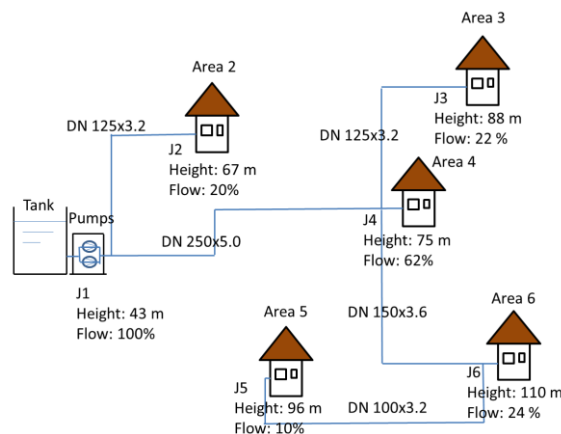 Area 3
Area 2
J3
Height: 88 m
Flow: 22 %
DN 125x3.2
DN 125x3.2
J2
Height: 67 m
Flow: 20%
Area 4
Tank
Pumps
DN 250x5.0
J4
Height: 75 m
Flow: 62%
J1
Height: 43 m
Flow: 100%
Area 5
DN 150x3.6
Area 6
J5
Height: 96 m
Flow: 10%
DN 100x3.2
J6
Height: 110 m
Flow: 24 %